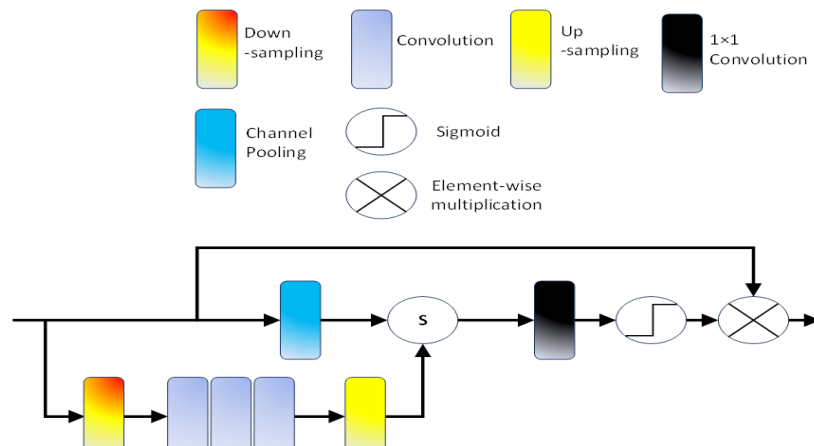 Down
-sampling
Convolution
Up
-sampling
1×1
Convolution
Channel
Pooling
Sigmoid
Element-wise
multiplication
S